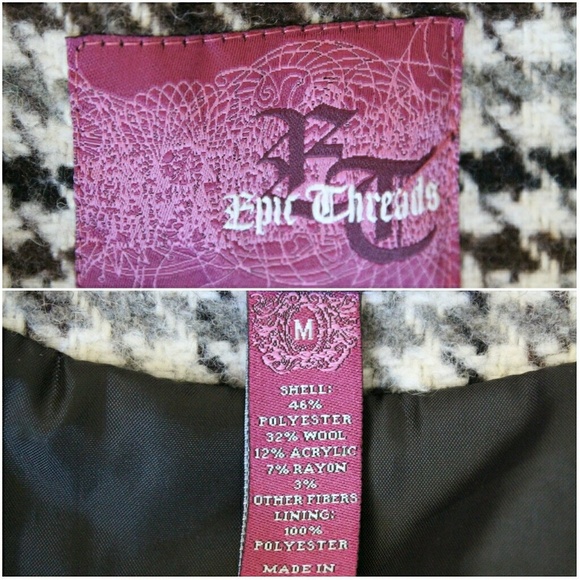 ET
Epic Threads
M
SHELL:
46%
POLYESTER
32% WOOL
12% ACRYLIC
7% RAYON
3%
OTHER FIBERS
LINING:
100%
POLYESTER
MADE IN